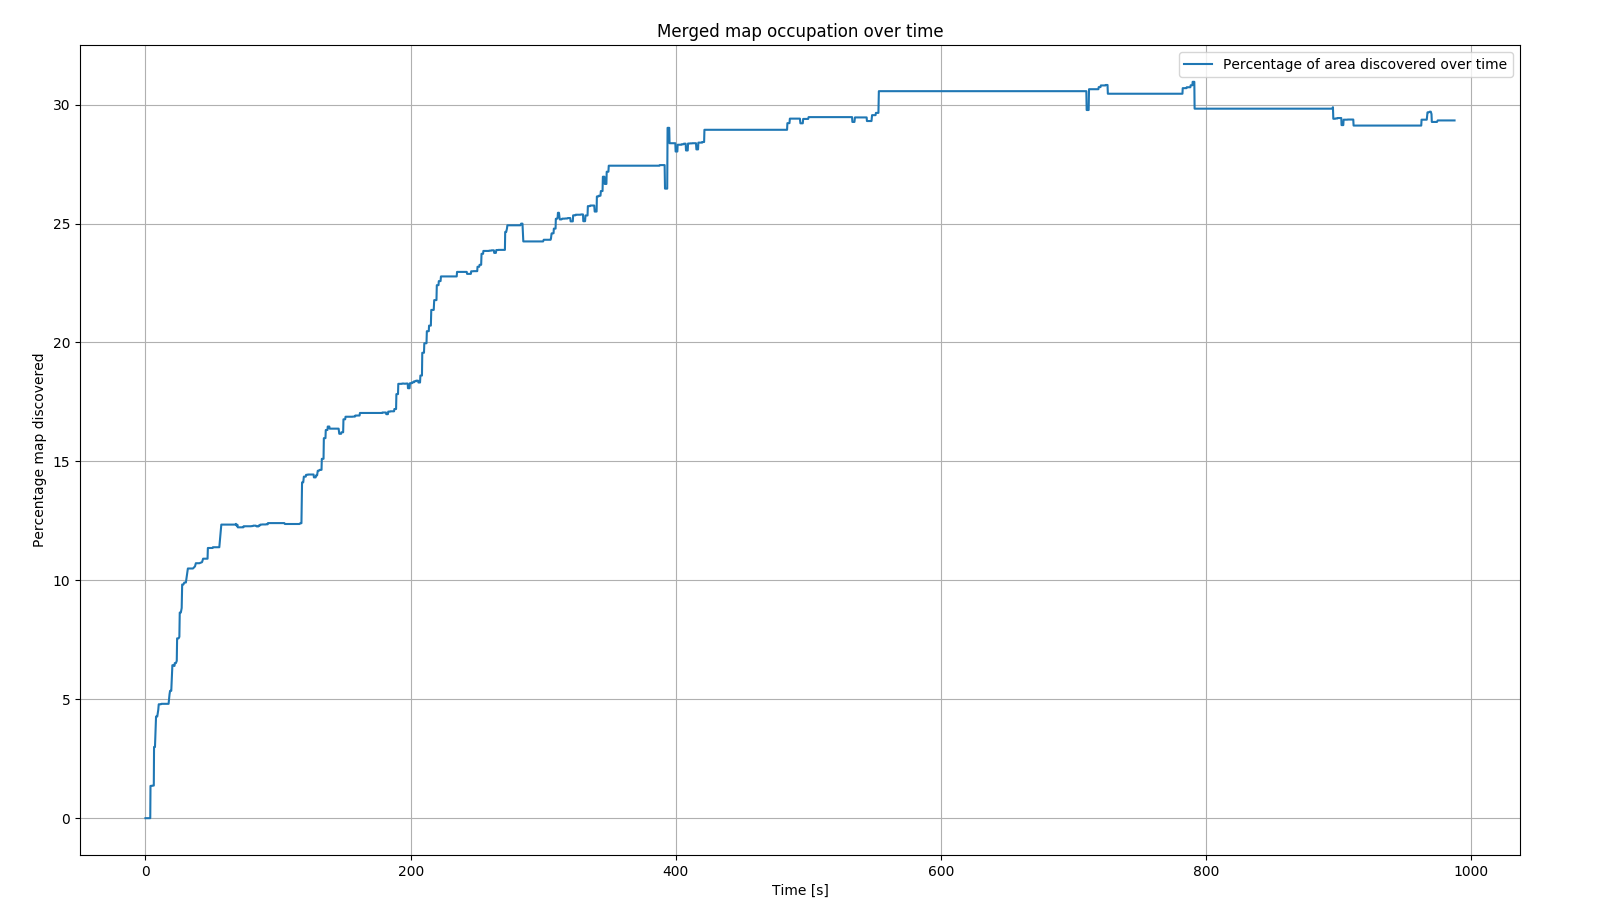 Merged map occupation over time
Percentage of area discovered over time
Percentage map discovered
30
25
20
15
10
5
0
0 200 400 600 800 1000
Time [s]